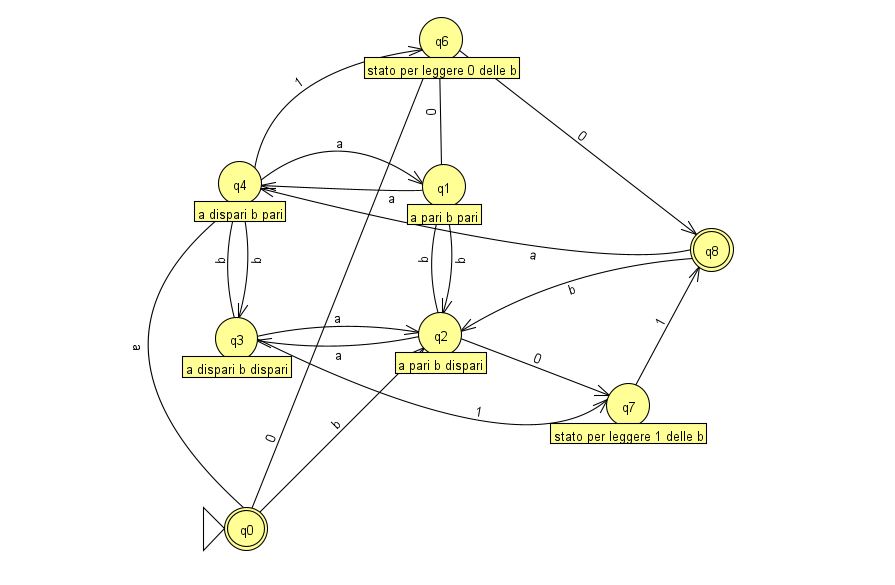 q6
stato per leggere 0 delle b
1
0
0
a
q4
q1
a
a dispari b pari
a pari b pari
q8
a
b
b
b
b
b
a
q3
a
q2
a
a dispari b dispari
a pari b dispari
0
1
q7
1
stato per leggere 1 delle b
0
b
a
q0